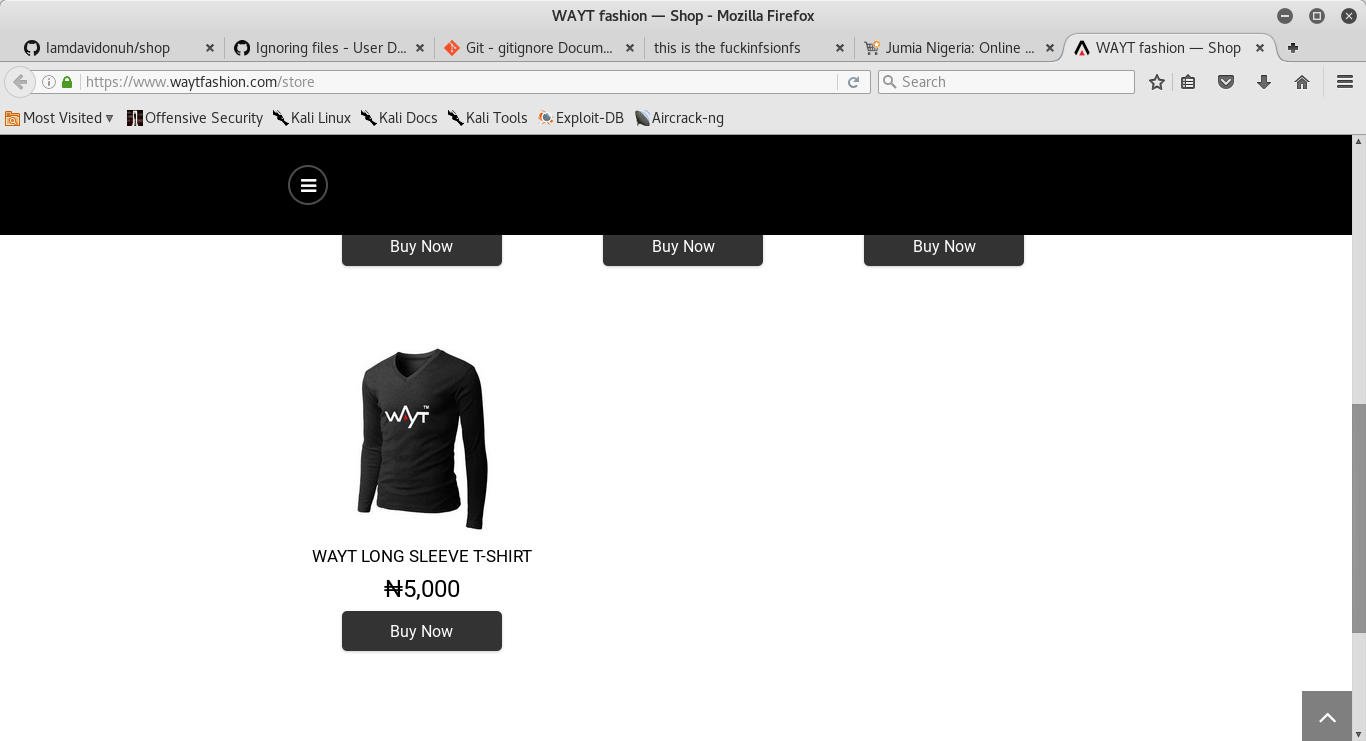 WAYT fashion — Shop - Mozilla Firefox
Iamdavidonuh/shop
Ignoring files - User D...
Git - gitignore Docum...
this is the fuckinfsionfs
Jumia Nigeria: Online ...
WAYT fashion — Shop
https://www.waytfashion.com/store
Search
Most Visited
Offensive Security
Kali Linux
Kali Docs
Kali Tools
Exploit-DB
Aircrack-ng
Buy Now
Buy Now
Buy Now
WAYT™
WAYT LONG SLEEVE T-SHIRT
₦5,000
Buy Now